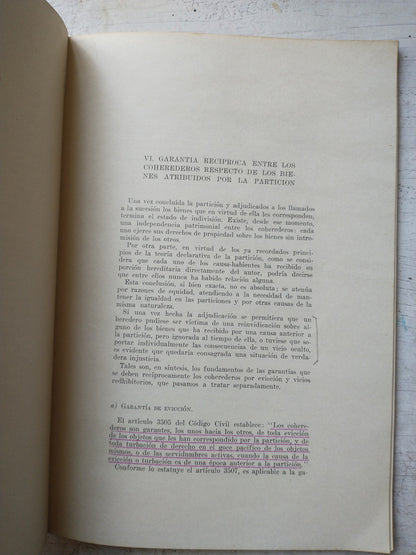 VI. GARANTIA RECIPROCA ENTRE LOS
COHEREDEROS RESPECTO DE LOS BIE-
NES ATRIBUIDOS POR LA PARTICION
Una vez concluída la partición y adjudicados a los llamados
a la sucesión los bienes que en virtud de ella les corresponden,
termina el estado de indivisión. Existe, desde ese momento,
una independencia patrimonial entre los coherederos: cada
uno ejerce sus derechos de propiedad sobre los bienes sin intro-
misión de los otros.
Por otra parte, en virtud de los ya recordados princi-
pios de la teoría declarativa de la partición, como se consi-
dera que cada uno de los causa-habientes ha recibido su
porción hereditaria directamente del autor, podría decirse
que entre ellos nunca ha habido relación alguna.
Esta conclusión, si bien exacta, no es absoluta; se atenúa
por razones de equidad, atendiendo a la necesidad de man-
tener la igualdad en las particiones y por otras causas de la
misma naturaleza.
Si una vez hecha la adjudicación se permitiera que un
heredero pudiese ser víctima de una reinvidicación sobre al-
guno de los bienes que ha recibido por una causa anterior a
la partición, pero ignorada al tiempo de ella, o tuviese que so-
portar individualmente las consecuencias de un vicio oculto,
es evidente que quedaría consagrada una situación de verda-
dera injusticia.
Tales son, en síntesis, los fundamentos de las garantías que
se deben recíprocamente los coherederos por evicción y vicios
redhibitorios, que pasamos a tratar separadamente.
a) GARANTÍA DE EVICCIÓN.
El artículo 3505 del Código Civil establece: "Los cohere-
deros son garantes, los unos hacia los otros, de toda evicción
de los objetos que les han correspondido por la partición, y de
toda turbación de derecho en el goce pacífico de los objetos
mismos, o de las servidumbres activas, cuando la causa de la
evicción o turbación es de una época anterior a la partición."
Conforme lo estatuye el artículo 3507, es aplicable a la ga-